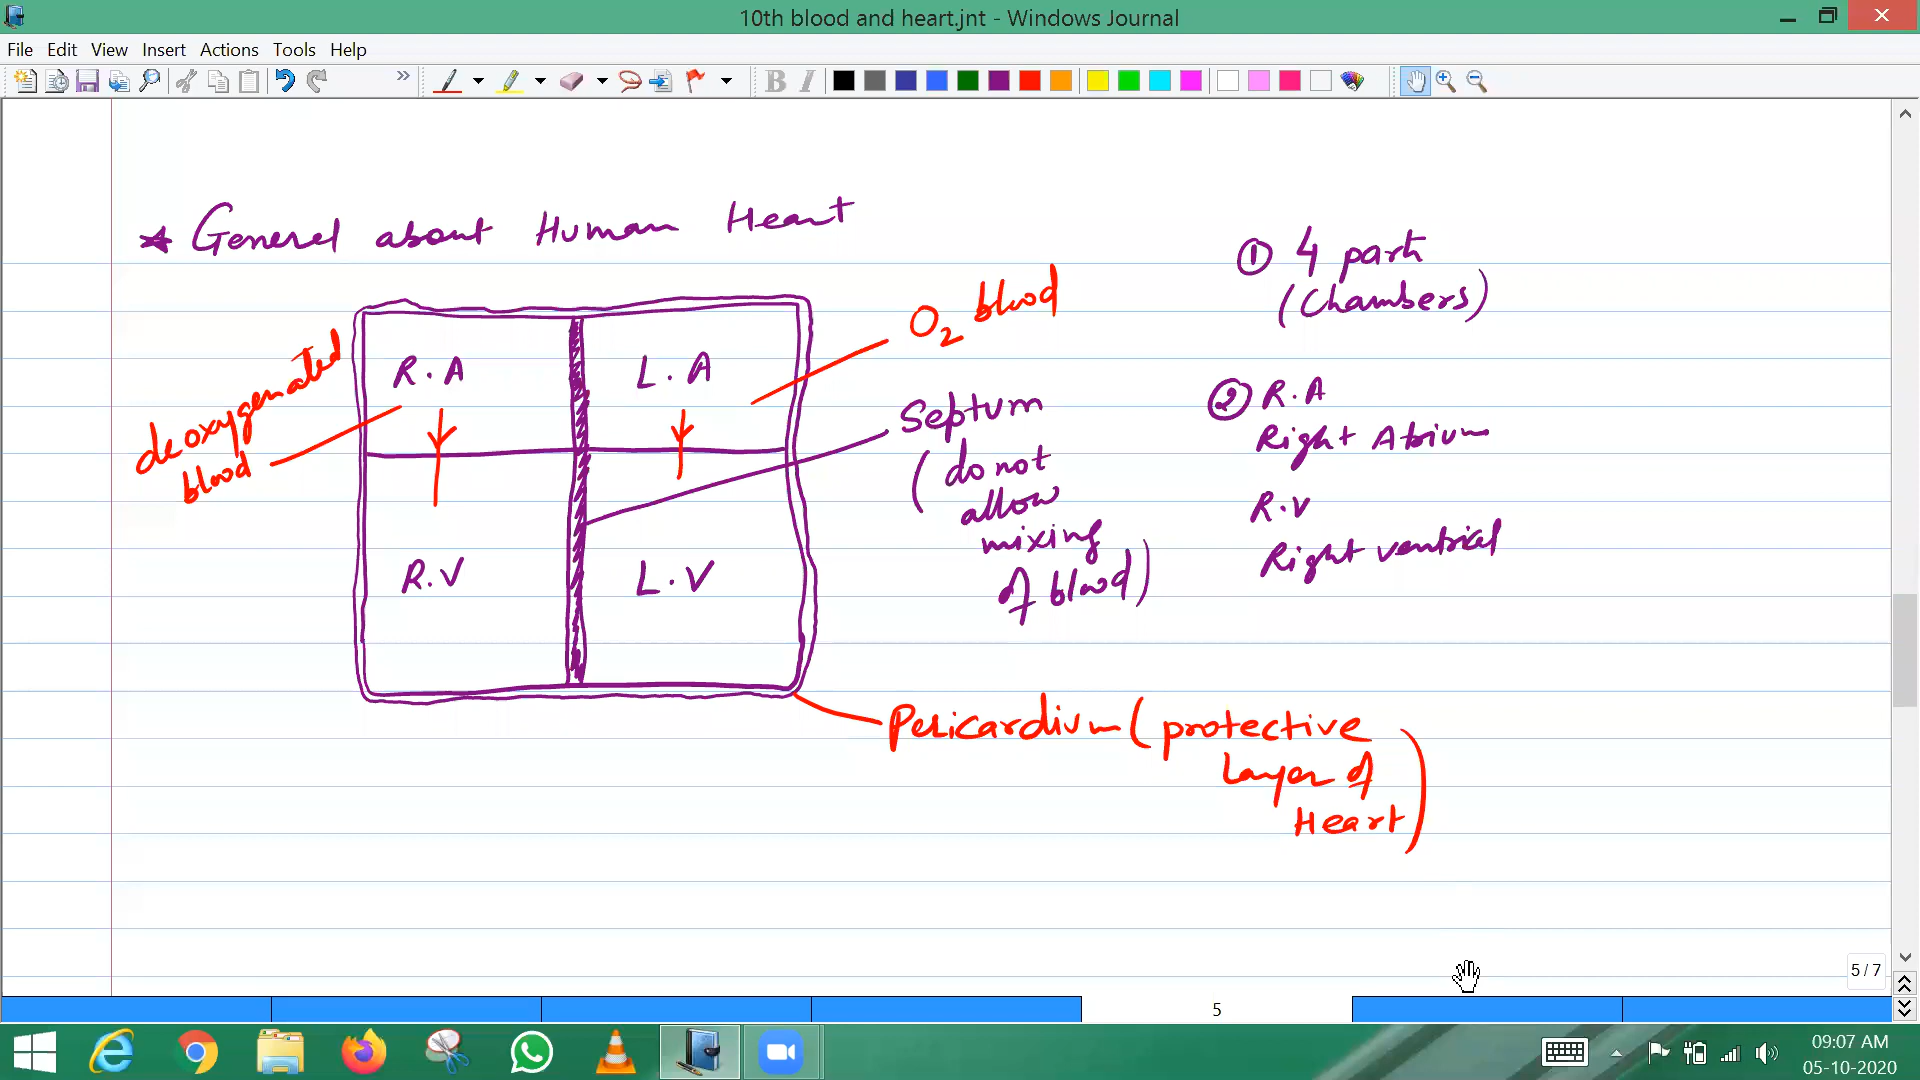 10th blood and heart.jnt - Windows Journal
File Edit View Insert Actions Tools Help
* General about Human Heart
1 4 part
(Chambers)
O2 blood
deoxygenated
blood
R.A
L.A
Septum
(do not
allow
mixing
of blood)
2 R.A
Right Atrium
R.V
Right ventricl
R.V
L.V
Pericardium (protective
Layer of
Heart)
5 / 7
5
09:07 AM
05-10-2020